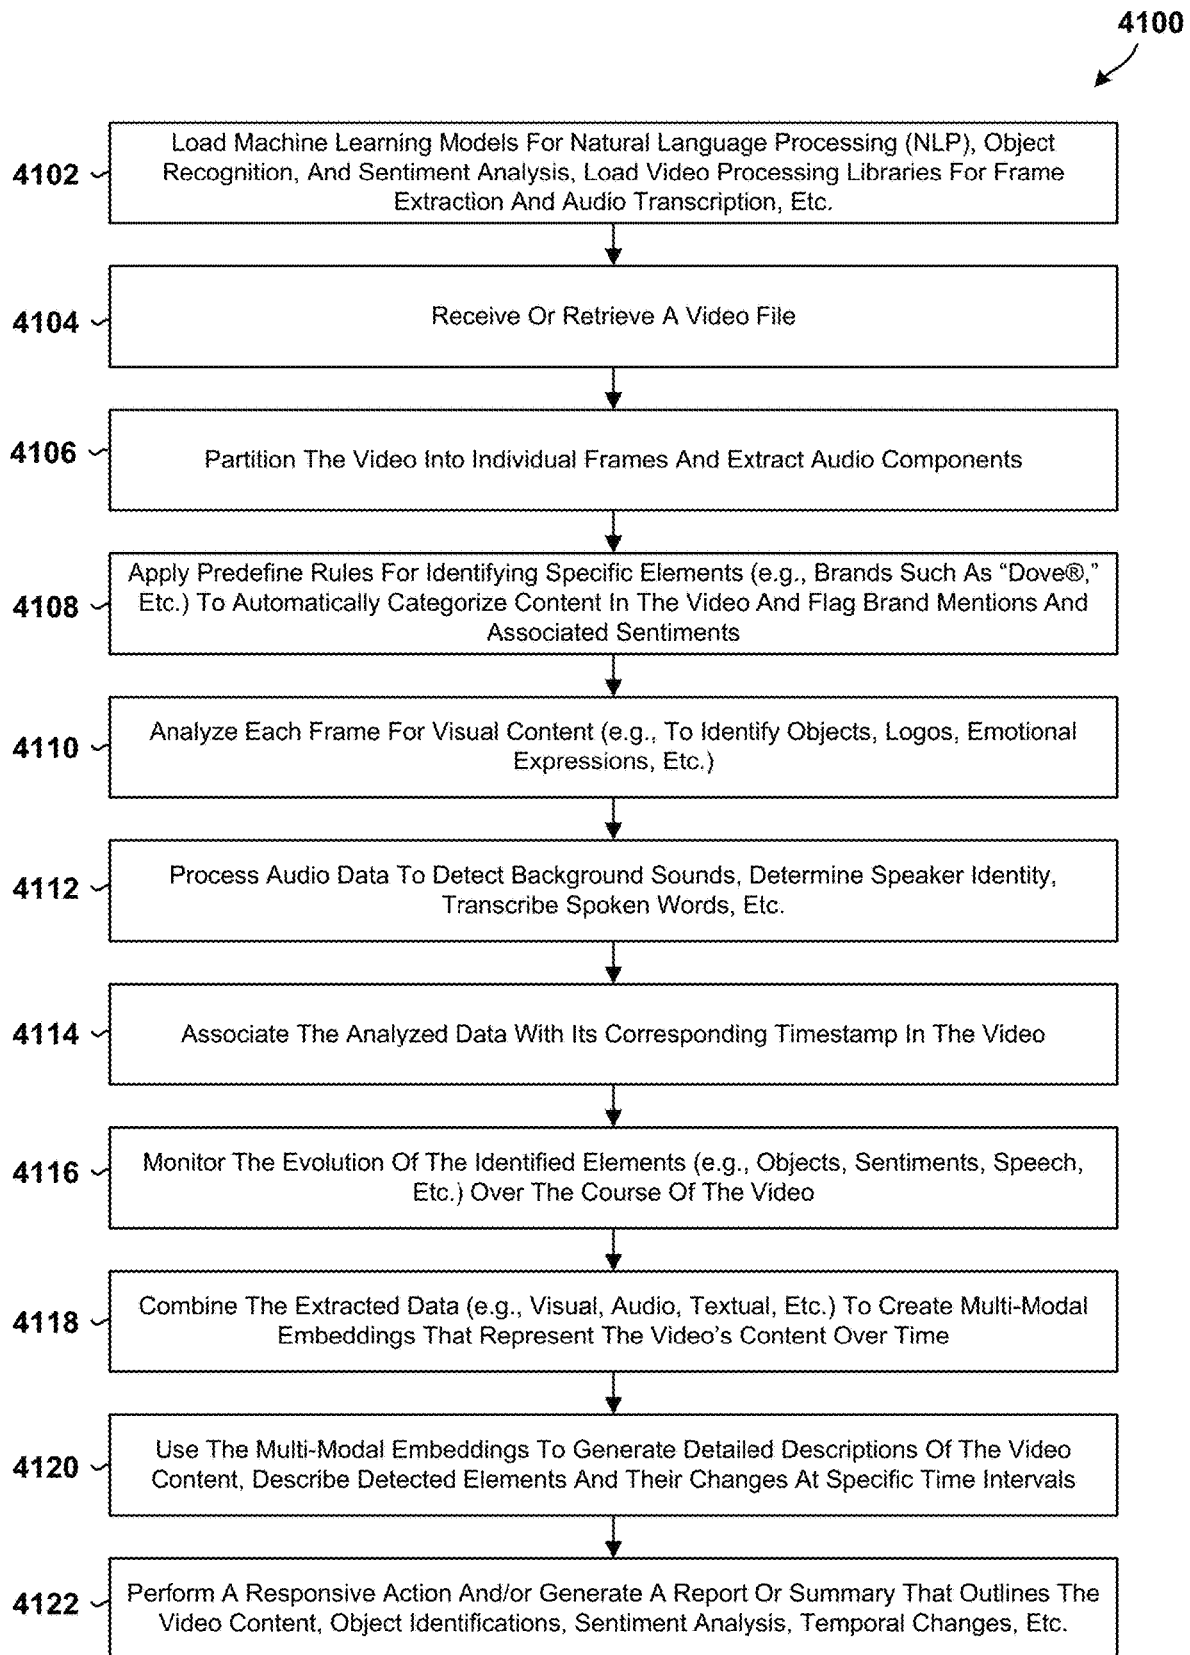 4100
4102
Load Machine Learning Models For Natural Language Processing (NLP), Object
Recognition, And Sentiment Analysis, Load Video Processing Libraries For Frame
Extraction And Audio Transcription, Etc.
4104
Receive Or Retrieve A Video File
4106
Partition The Video Into Individual Frames And Extract Audio Components
4108
Apply Predefine Rules For Identifying Specific Elements (e.g., Brands Such As “Dove®,”
Etc.) To Automatically Categorize Content In The Video And Flag Brand Mentions And
Associated Sentiments
4110
Analyze Each Frame For Visual Content (e.g., To Identify Objects, Logos, Emotional
Expressions, Etc.)
4112
Process Audio Data To Detect Background Sounds, Determine Speaker Identity,
Transcribe Spoken Words, Etc.
4114
Associate The Analyzed Data With Its Corresponding Timestamp In The Video
4116
Monitor The Evolution Of The Identified Elements (e.g., Objects, Sentiments, Speech,
Etc.) Over The Course Of The Video
4118
Combine The Extracted Data (e.g., Visual, Audio, Textual, Etc.) To Create Multi-Modal
Embeddings That Represent The Video’s Content Over Time
4120
Use The Multi-Modal Embeddings To Generate Detailed Descriptions Of The Video
Content, Describe Detected Elements And Their Changes At Specific Time Intervals
4122
Perform A Responsive Action And/or Generate A Report Or Summary That Outlines The
Video Content, Object Identifications, Sentiment Analysis, Temporal Changes, Etc.